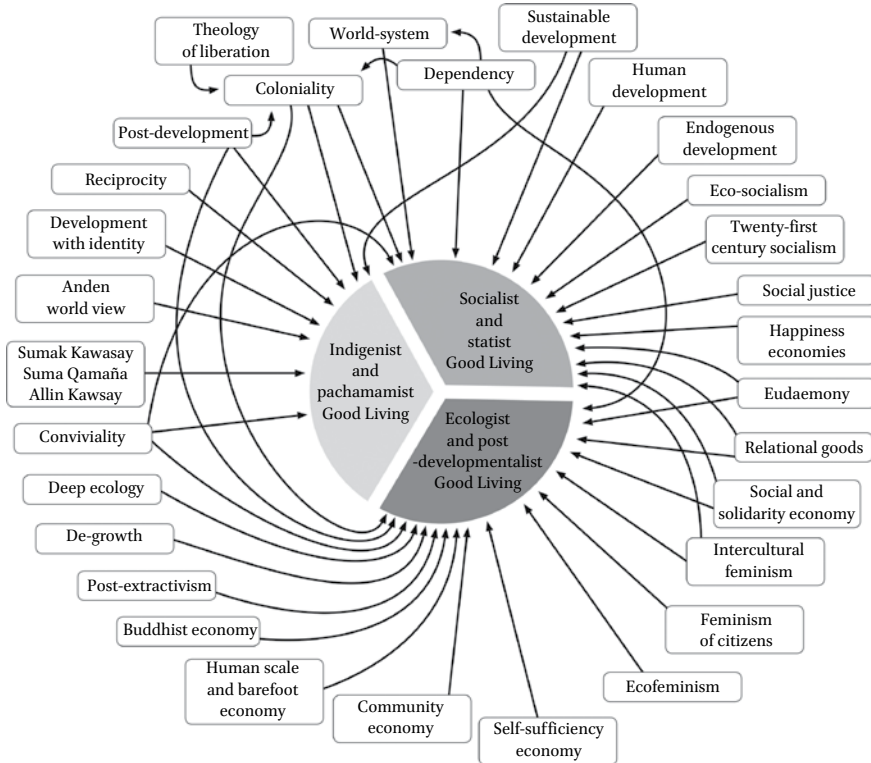 Theology
of liberation
World-system
Sustainable
development
Dependency
Coloniality
Human
development
Post-development
Endogenous
development
Reciprocity
Eco-socialism
Development
with identity
Twenty-first
century socialism
Anden
world view
Social justice
Happiness
economies
Sumak Kawasay
Suma Qamaña
Allin Kawsay
Eudaemony
Conviviality
Relational goods
Deep ecology
Social and
solidarity economy
De-growth
Intercultural
feminism
Post-extractivism
Feminism
of citizens
Buddhist economy
Human scale
and barefoot
economy
Ecofeminism
Community
economy
Self-sufficiency
economy
Socialist
and
statist
Good Living
Indigenist
and
pachamamist
Good Living
Ecologist
and post
-developmentalist
Good Living